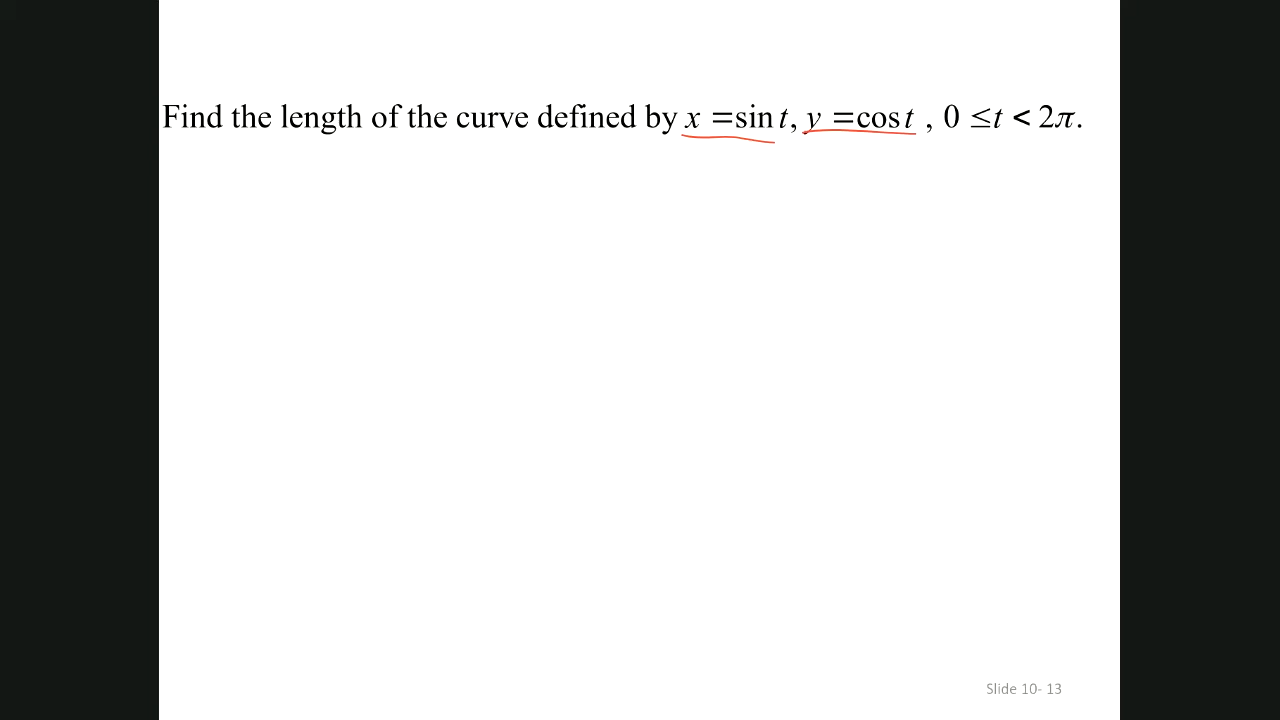 Find the length of the curve defined by x = sin t, y = cos t , 0 ≤ t < 2π.
Slide 10- 13